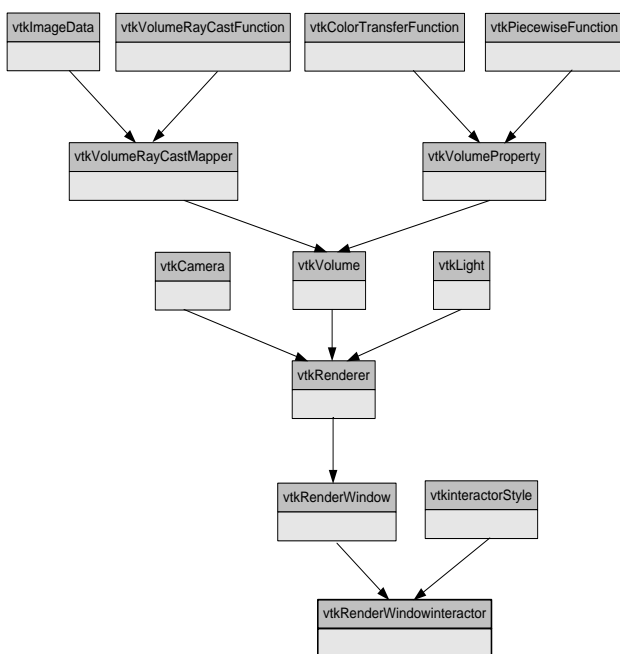 vtkImageData
vtkVolumeRayCastFunction
vtkColorTransferFunction
vtkPiecewiseFunction
vtkVolumeRayCastMapper
vtkVolumeProperty
vtkCamera
vtkVolume
vtkLight
vtkRenderer
vtkRenderWindow
vtkinteractorStyle
vtkRenderWindowinteractor